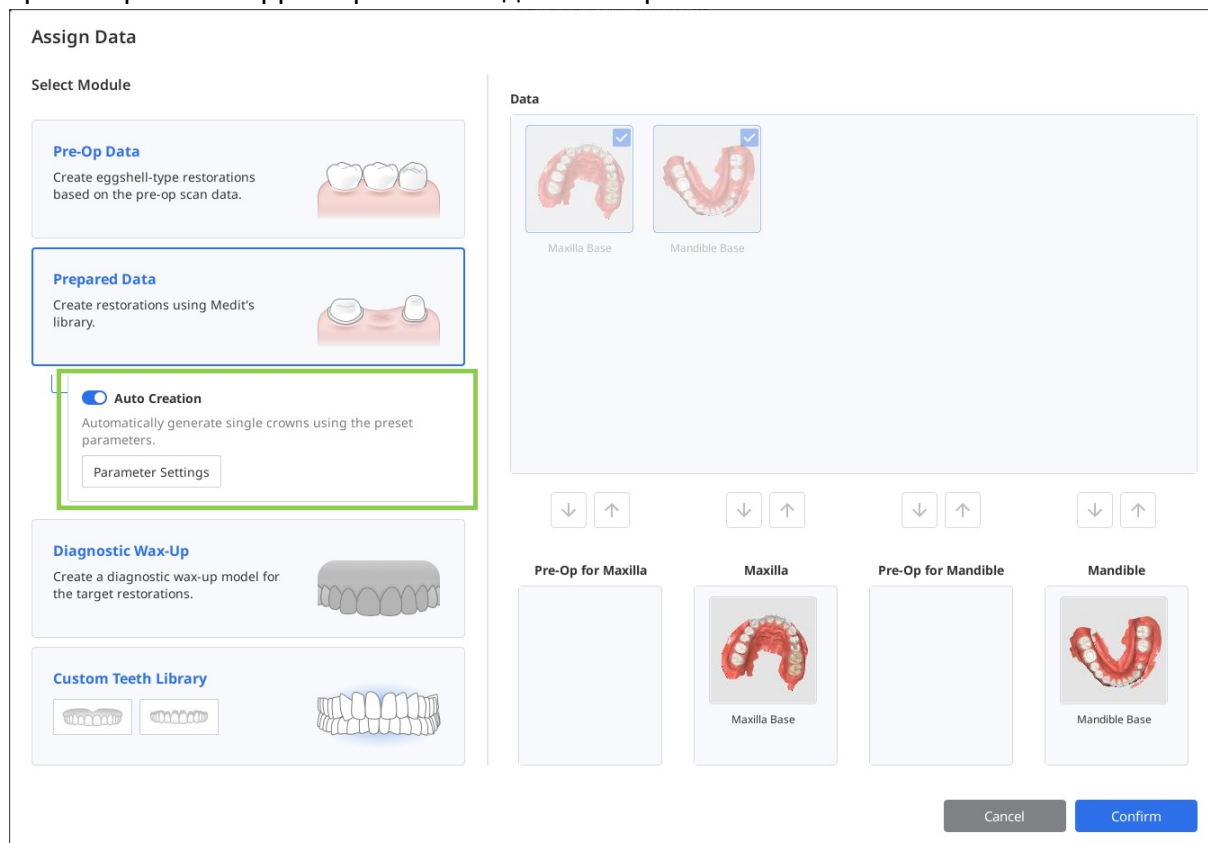 Assign Data
Select Module
Pre-Op Data
Create eggshell-type restorations
based on the pre-op scan data.
Prepared Data
Create restorations using Medit's
library.
Auto Creation
Automatically generate single crowns using the preset
parameters.
Parameter Settings
Diagnostic Wax-Up
Create a diagnostic wax-up model for
the target restorations.
Custom Teeth Library
Data
Maxilla Base
Mandible Base
Pre-Op for Maxilla
Maxilla
Pre-Op for Mandible
Mandible
Maxilla Base
Mandible Base
Cancel
Confirm